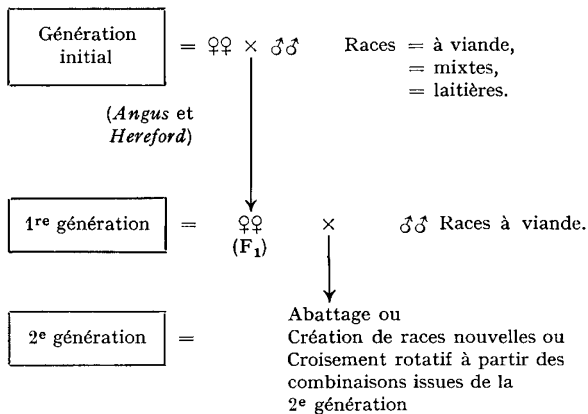 Génération
initial = ♀♀ × ♂♂ Races = à viande,
= mixtes,
= laitières.
(Angus et
Hereford)
1re génération = ♀♀ × ♂♂ Races à viande.
(F1)
2e génération =
Abattage ou
Création de races nouvelles ou
Croisement rotatif à partir des
combinaisons issues de la
2e génération